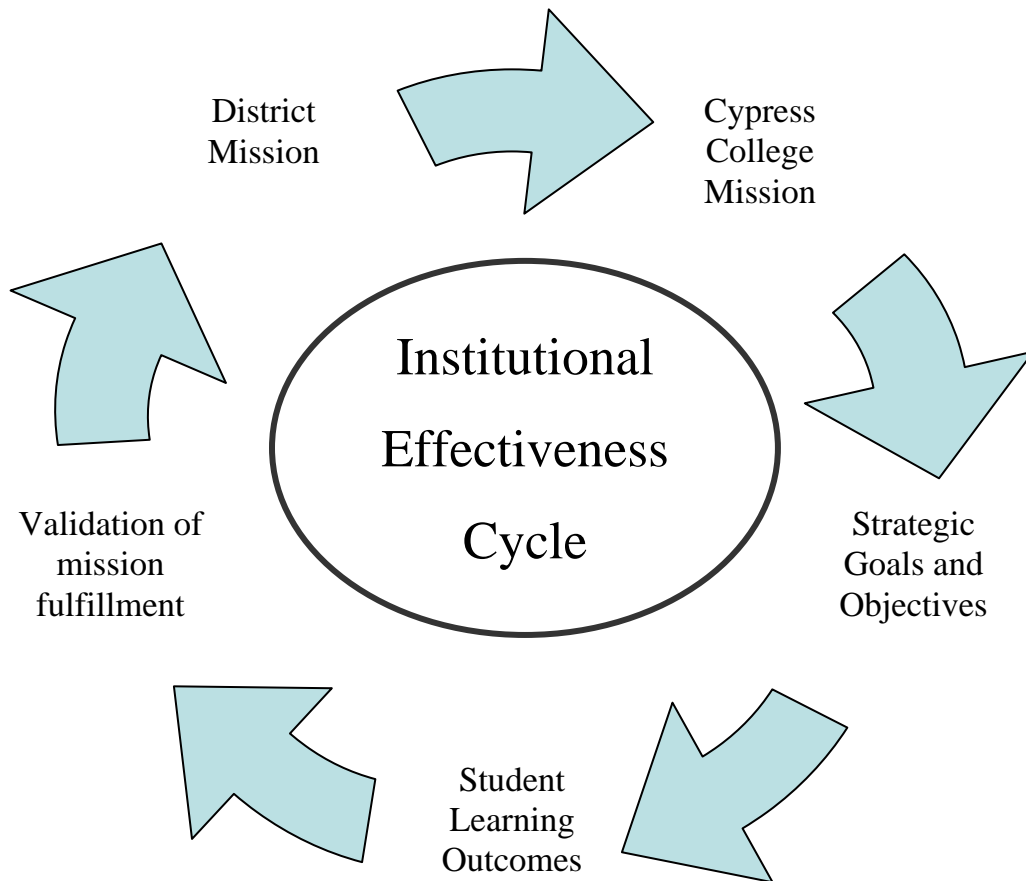 District
Mission
Cypress
College
Mission
Institutional
Effectiveness
Cycle
Validation of
mission
fulfillment
Strategic
Goals and
Objectives
Student
Learning
Outcomes